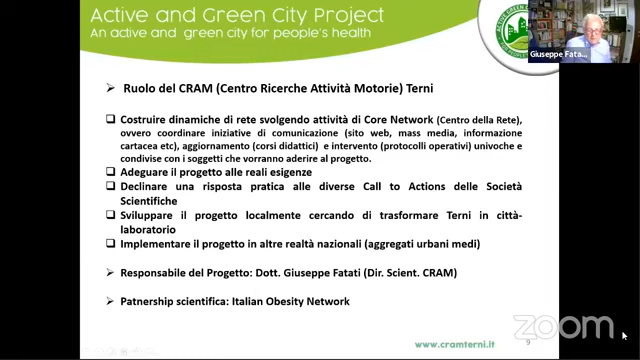 Active and Green City Project
An active and green city for people's health
Giuseppe Fata...
Ruolo del CRAM (Centro Ricerche Attività Motorie) Terni
Costruire dinamiche di rete svolgendo attività di Core Network (Centro della Rete),
ovvero coordinare iniziative di comunicazione (sito web, mass media, informazione
cartacea etc), aggiornamento (corsi didattici) e intervento (protocolli operativi) univoche e
condivise con i soggetti che vorranno aderire al progetto.
Adeguare il progetto alle reali esigenze
Declinare una risposta pratica alle diverse Call to Actions delle Società
Scientifiche
Sviluppare il progetto localmente cercando di trasformare Terni in città-
laboratorio
Implementare il progetto in altre realtà nazionali (aggregati urbani medi)
Responsabile del Progetto: Dott. Giuseppe Fatati (Dir. Scient. CRAM)
Patnership scientifica: Italian Obesity Network
www.cramterni.it
9
zoom